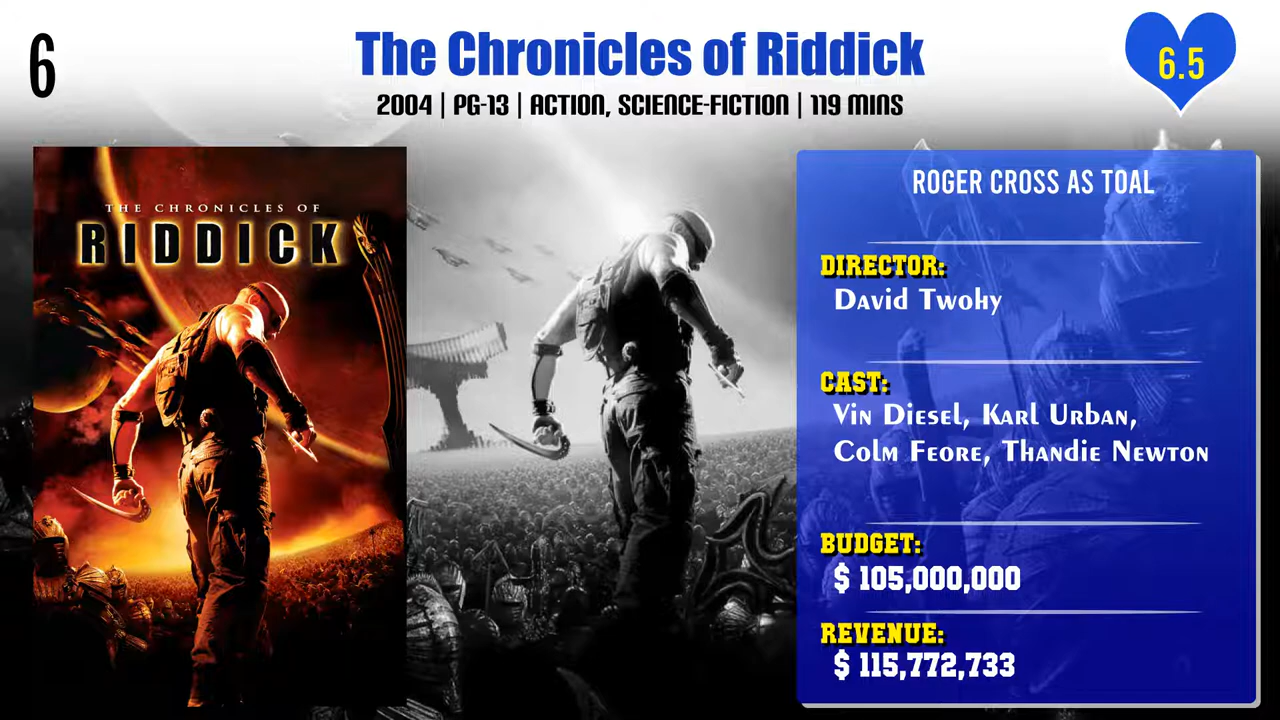 6
The Chronicles of Riddick
6.5
2004 | PG-13 | ACTION, SCIENCE-FICTION | 119 MINS
THE CHRONICLES OF
RIDDICK
ROGER CROSS AS TOAL
DIRECTOR:
David Twohy
CAST:
Vin Diesel, Karl Urban,
Colm Feore, Thandie Newton
BUDGET:
$ 105,000,000
REVENUE:
$ 115,772,733